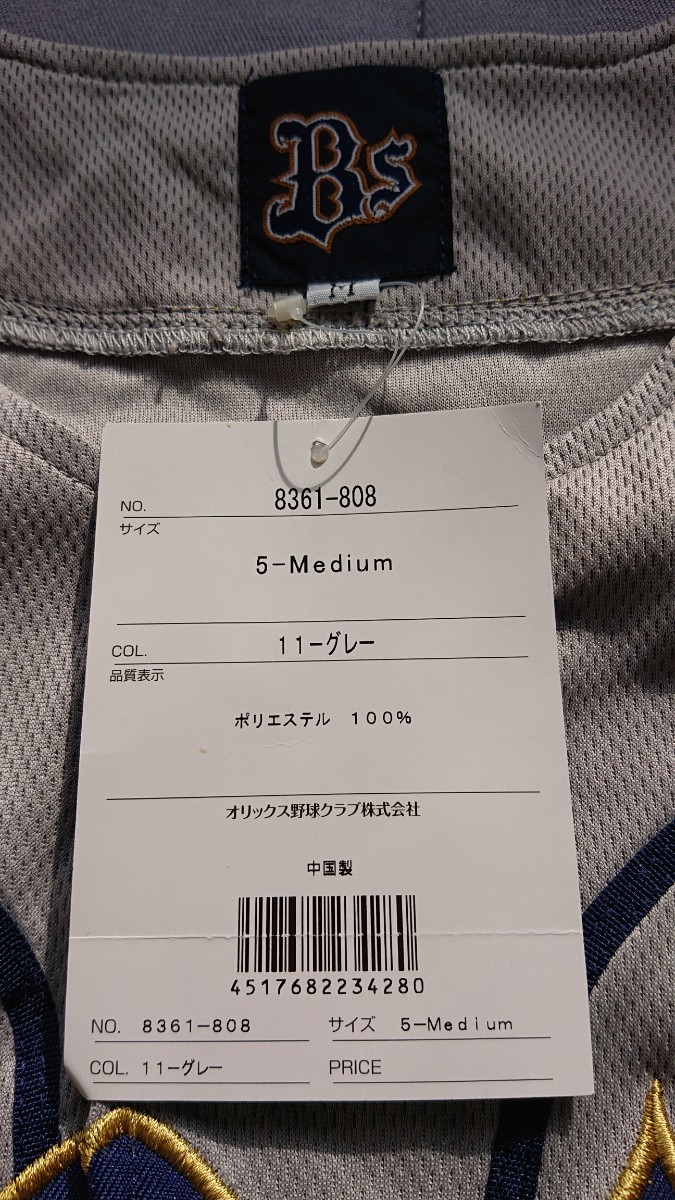 Bs
M
NO. 8361-808
サイズ
5-Medium
COL. 11-グレー
品質表示
ポリエステル 100%
オリックス野球クラブ株式会社
中国製
4517682234280
NO. 8361-808 サイズ 5-Medium
COL. 11-グレー PRICE